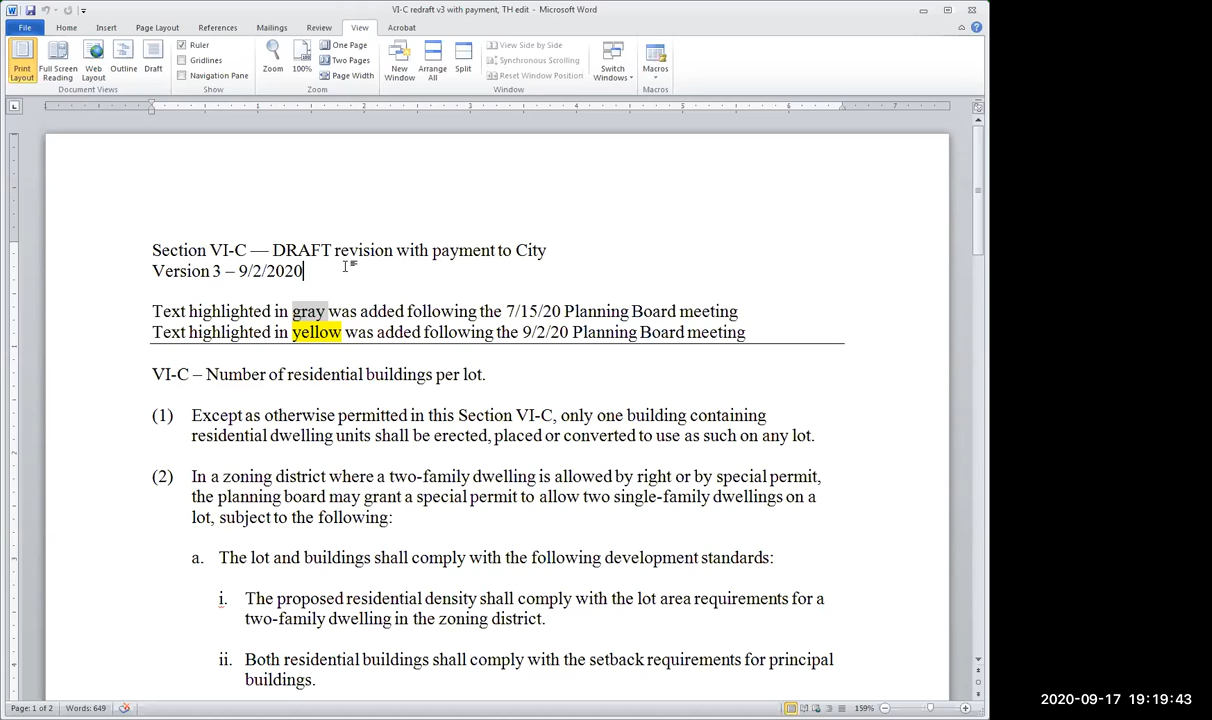 VI-C redraft v3 with payment, TH edit - Microsoft Word
File Home Insert Page Layout References Mailings Review View Acrobat
Print Layout Full Screen Reading Web Layout Outline Draft Document Views
Ruler Gridlines Navigation Pane Show
Zoom 100% One Page Two Pages Page Width Zoom
New Window Arrange All Split View Side by Side Synchronous Scrolling Reset Window Position Switch Windows Window
Macros Macros
1 2 3 4 5 6 7
Section VI-C — DRAFT revision with payment to City
Version 3 – 9/2/2020
Text highlighted in gray was added following the 7/15/20 Planning Board meeting
Text highlighted in yellow was added following the 9/2/20 Planning Board meeting
VI-C – Number of residential buildings per lot.
(1) Except as otherwise permitted in this Section VI-C, only one building containing
residential dwelling units shall be erected, placed or converted to use as such on any lot.
(2) In a zoning district where a two-family dwelling is allowed by right or by special permit,
the planning board may grant a special permit to allow two single-family dwellings on a
lot, subject to the following:
a. The lot and buildings shall comply with the following development standards:
i. The proposed residential density shall comply with the lot area requirements for a
two-family dwelling in the zoning district.
ii. Both residential buildings shall comply with the setback requirements for principal
buildings.
Page: 1 of 2 Words: 649 159%
2020-09-17 19:19:43